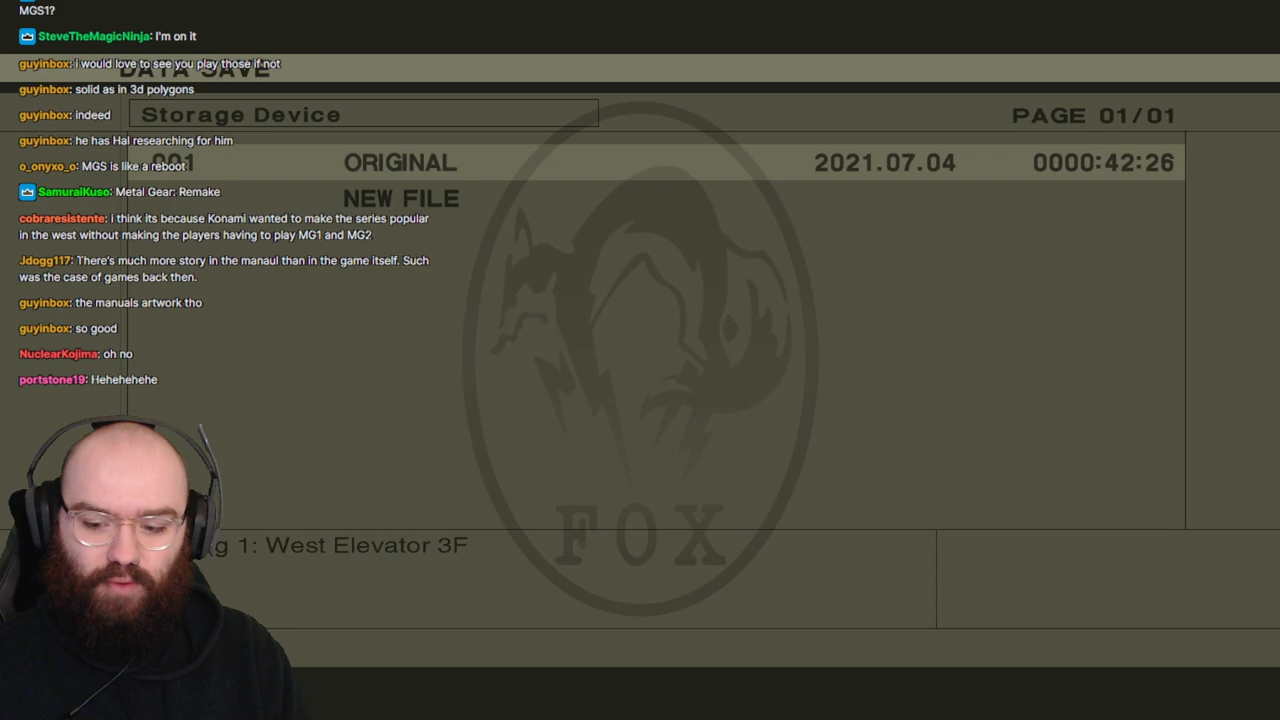 MGS1?
SteveTheMagicNinja: I'm on it
guyinbox: i would love to see you play those if not
DATA SAVE
guyinbox: solid as in 3d polygons
guyinbox: indeed
Storage Device
PAGE 01/01
guyinbox: he has Hal researching for him
001 ORIGINAL 2021.07.04 0000:42:26
o_onyxo_o: MGS is like a reboot
SamuraiKuso: Metal Gear: Remake
NEW FILE
cobraresistente: i think its because Konami wanted to make the series popular
in the west without making the players having to play MG1 and MG2
Jdogg117: There's much more story in the manaul than in the game itself. Such
was the case of games back then.
guyinbox: the manuals artwork tho
guyinbox: so good
NuclearKojima: oh no
portstone19: Hehehehehe
FOX
g 1: West Elevator 3F